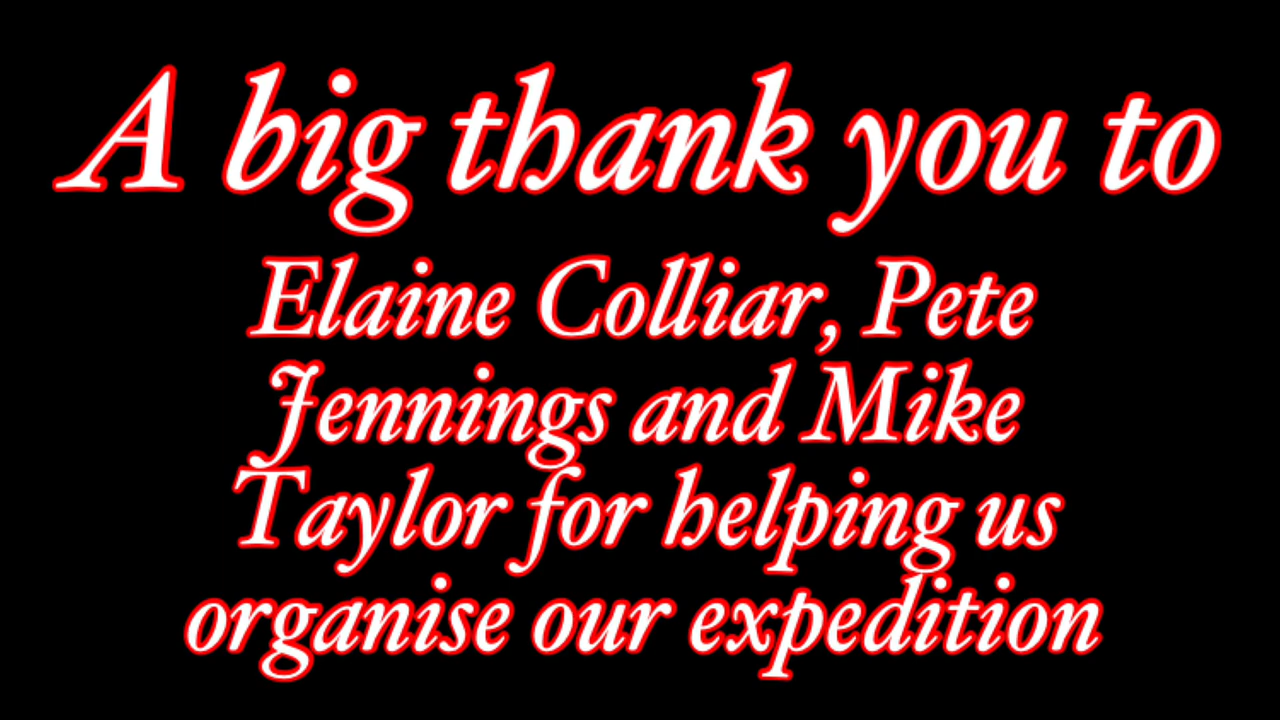 A big thank you to
Elaine Colliar, Pete
Jennings and Mike
Taylor for helping us
organise our expedition